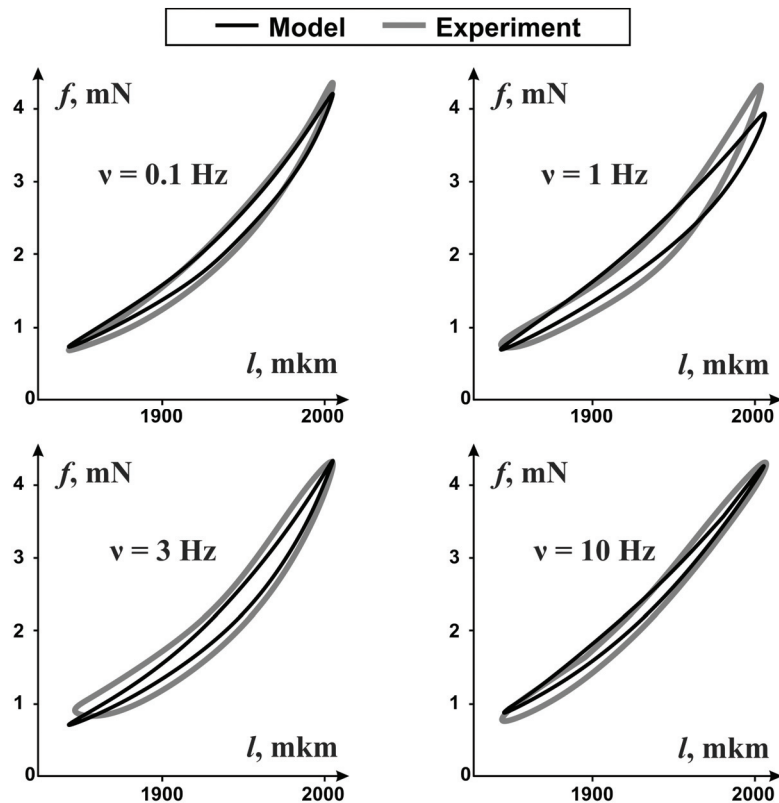 Model Experiment
f, mN
4
ν = 0.1 Hz
3
2
1
l, mkm
0
1900 2000
f, mN
4
ν = 1 Hz
3
2
1
l, mkm
0
1900 2000
f, mN
4
ν = 3 Hz
3
2
1
l, mkm
0
1900 2000
f, mN
4
ν = 10 Hz
3
2
1
l, mkm
0
1900 2000